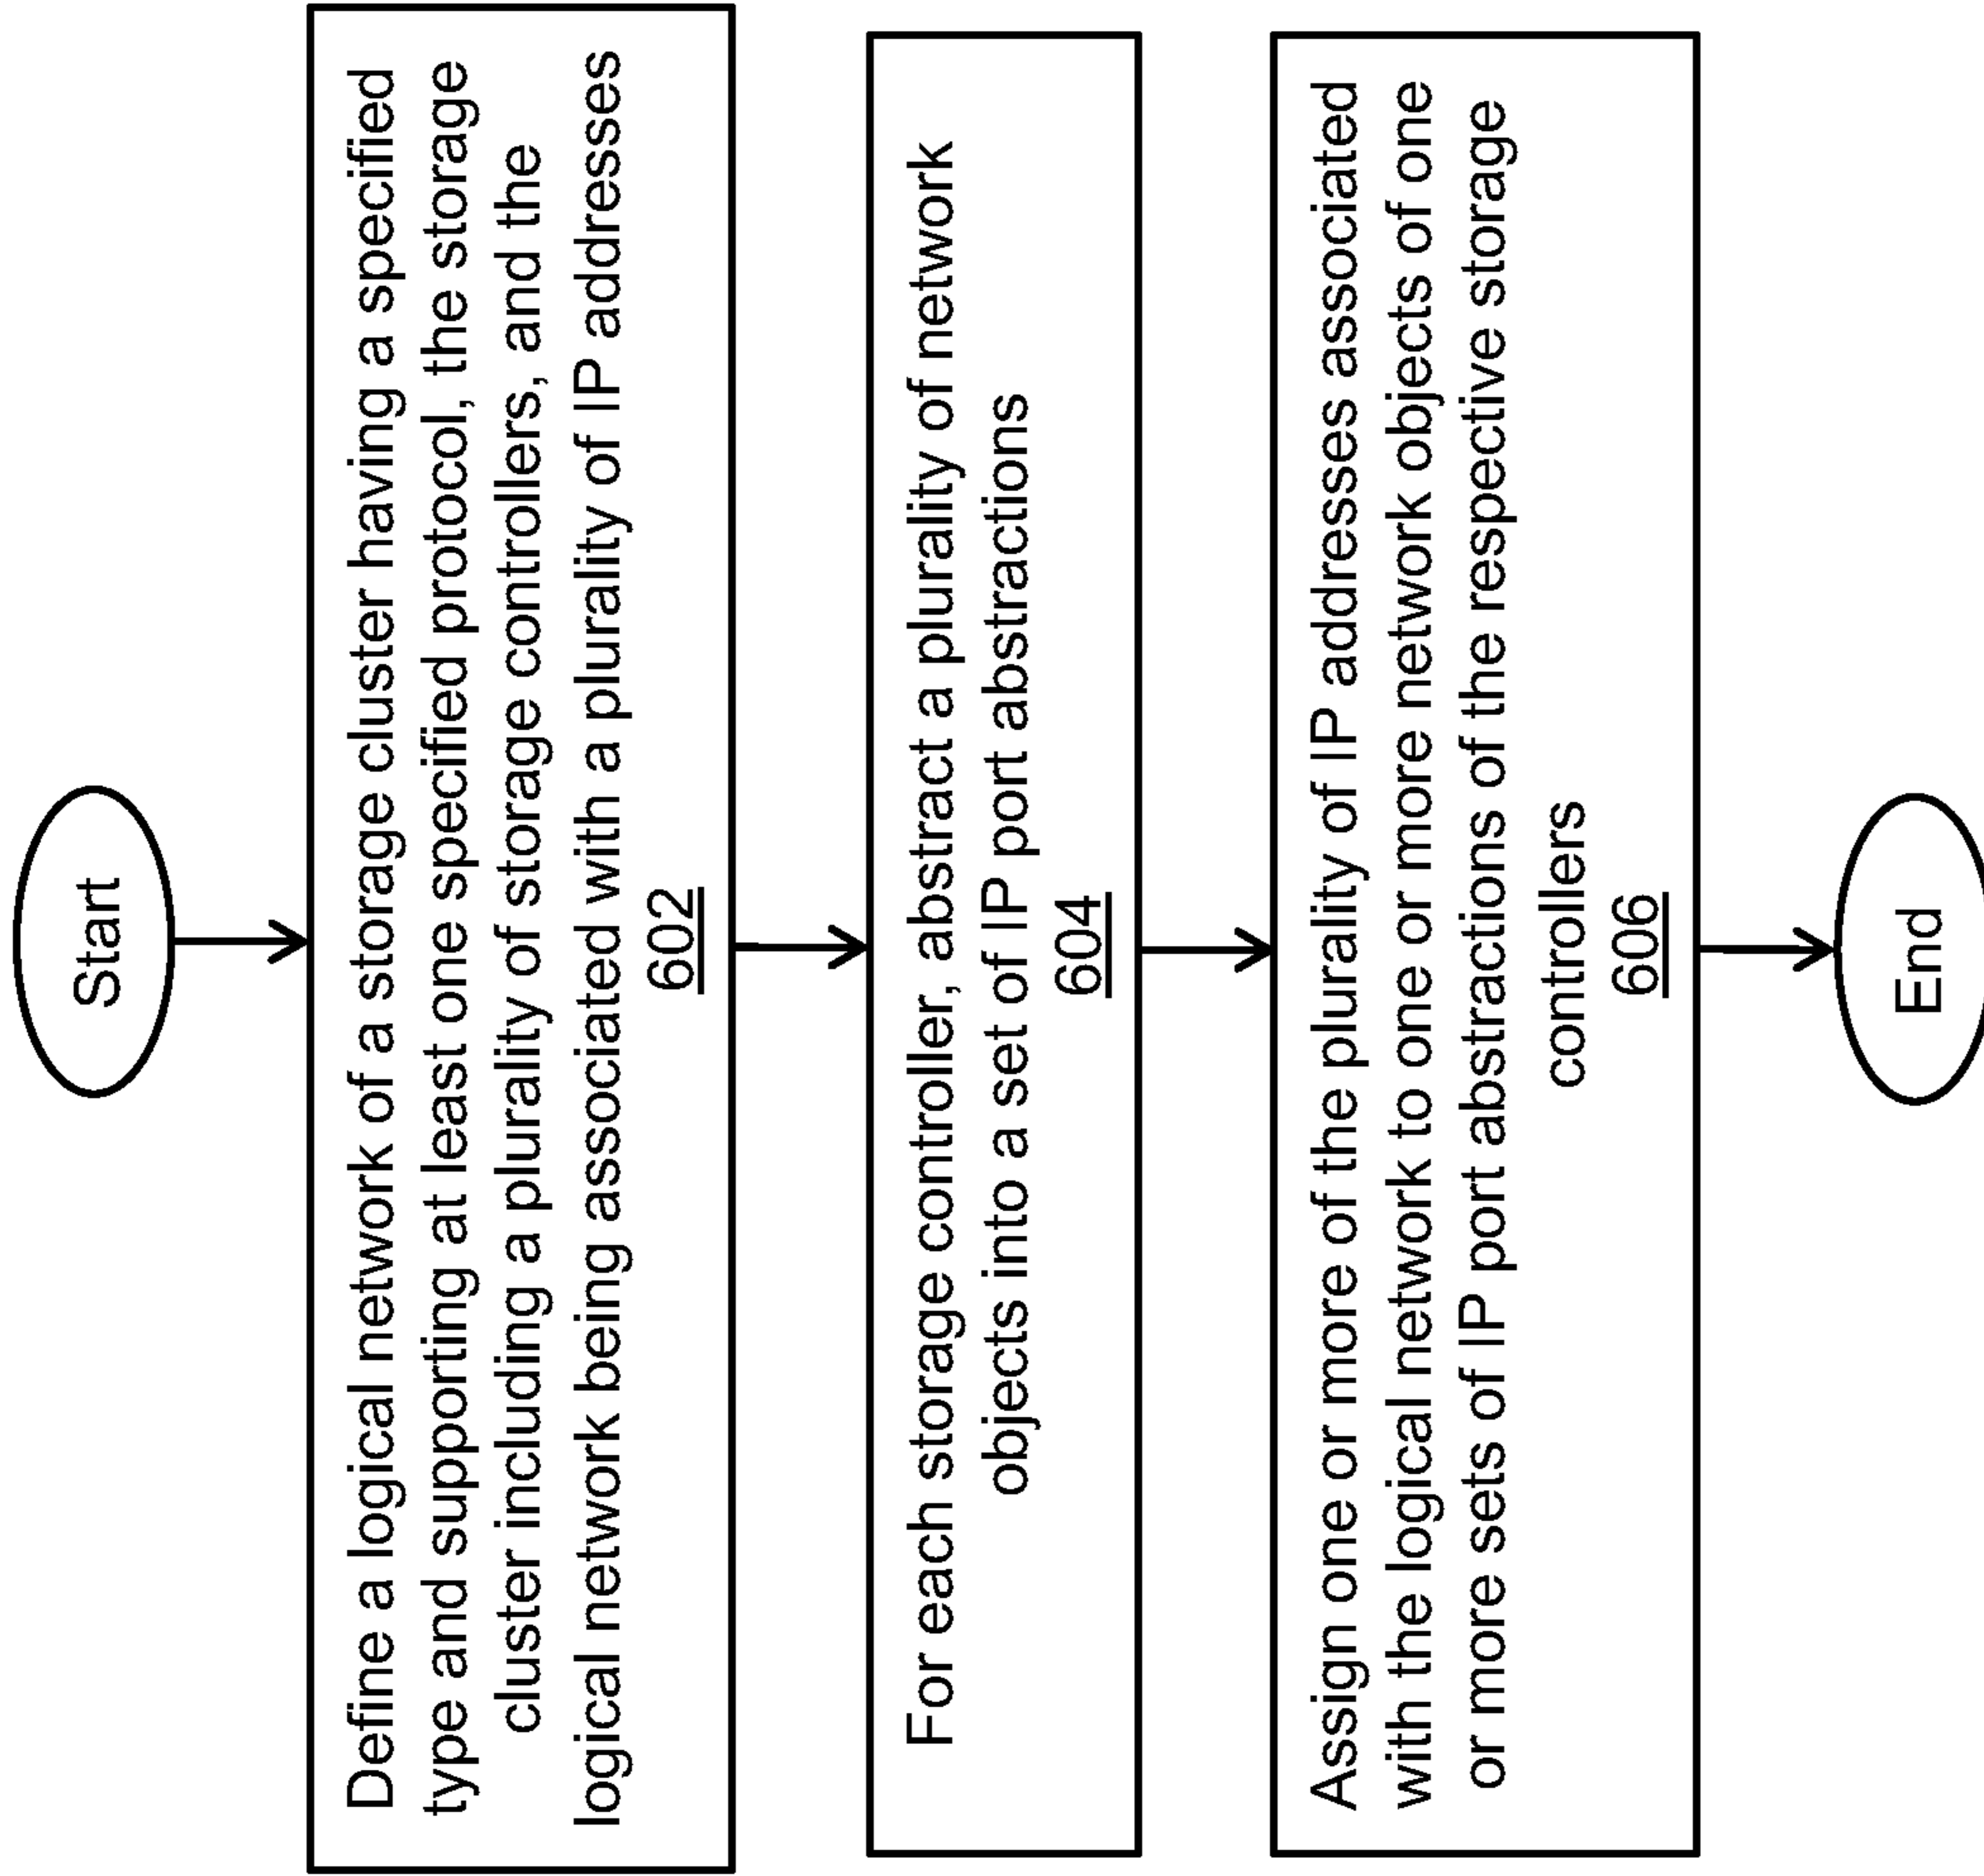 Start
Define a logical network of a storage cluster having a specified
type and supporting at least one specified protocol, the storage
cluster including a plurality of storage controllers, and the
logical network being associated with a plurality of IP addresses
602
For each storage controller, abstract a plurality of network
objects into a set of IP port abstractions
604
Assign one or more of the plurality of IP addresses associated
with the logical network to one or more network objects of one
or more sets of IP port abstractions of the respective storage
controllers
606
End